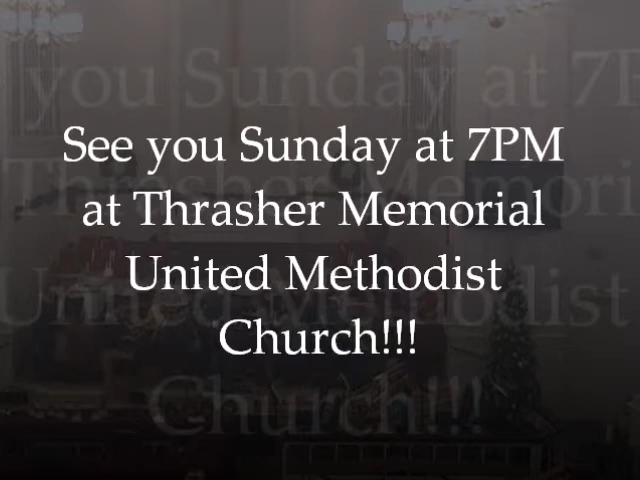 See you Sunday at 7PM
at Thrasher Memorial
United Methodist
Church!!!